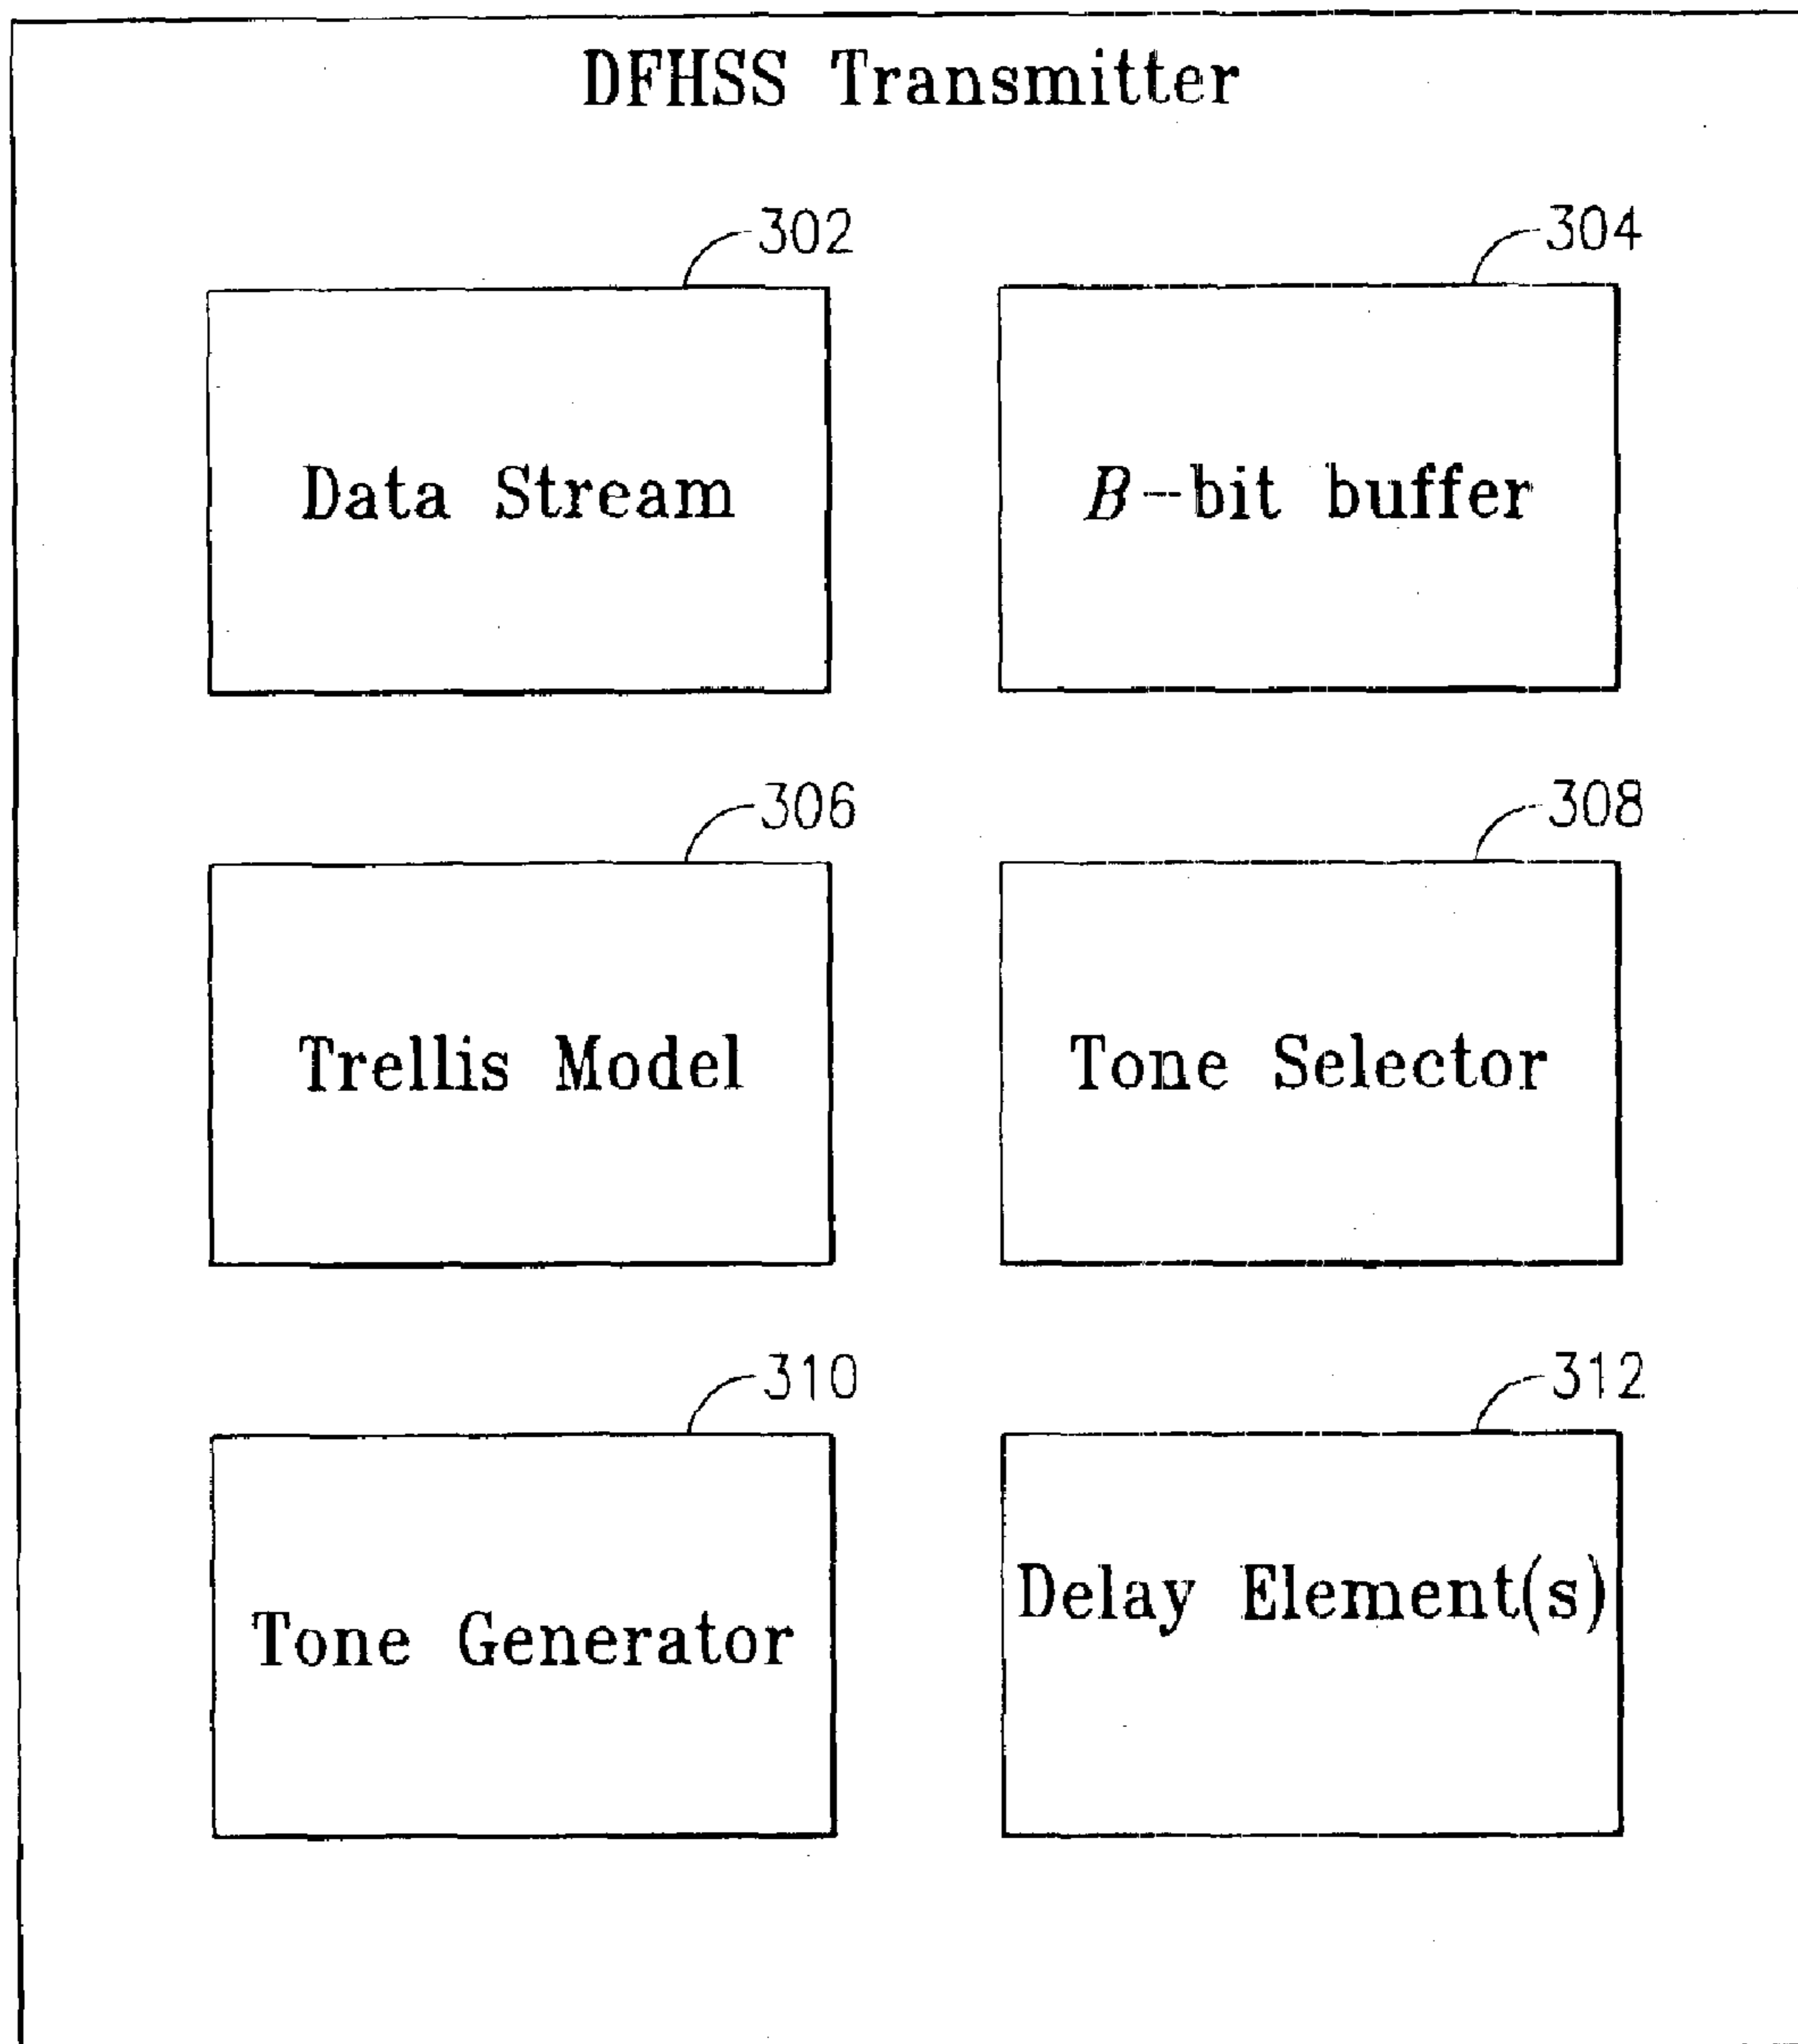 DFHSS Transmitter
302
304
Data Stream
B-bit buffer
306
308
Trellis Model
Tone Selector
310
312
Tone Generator
Delay Element(s)